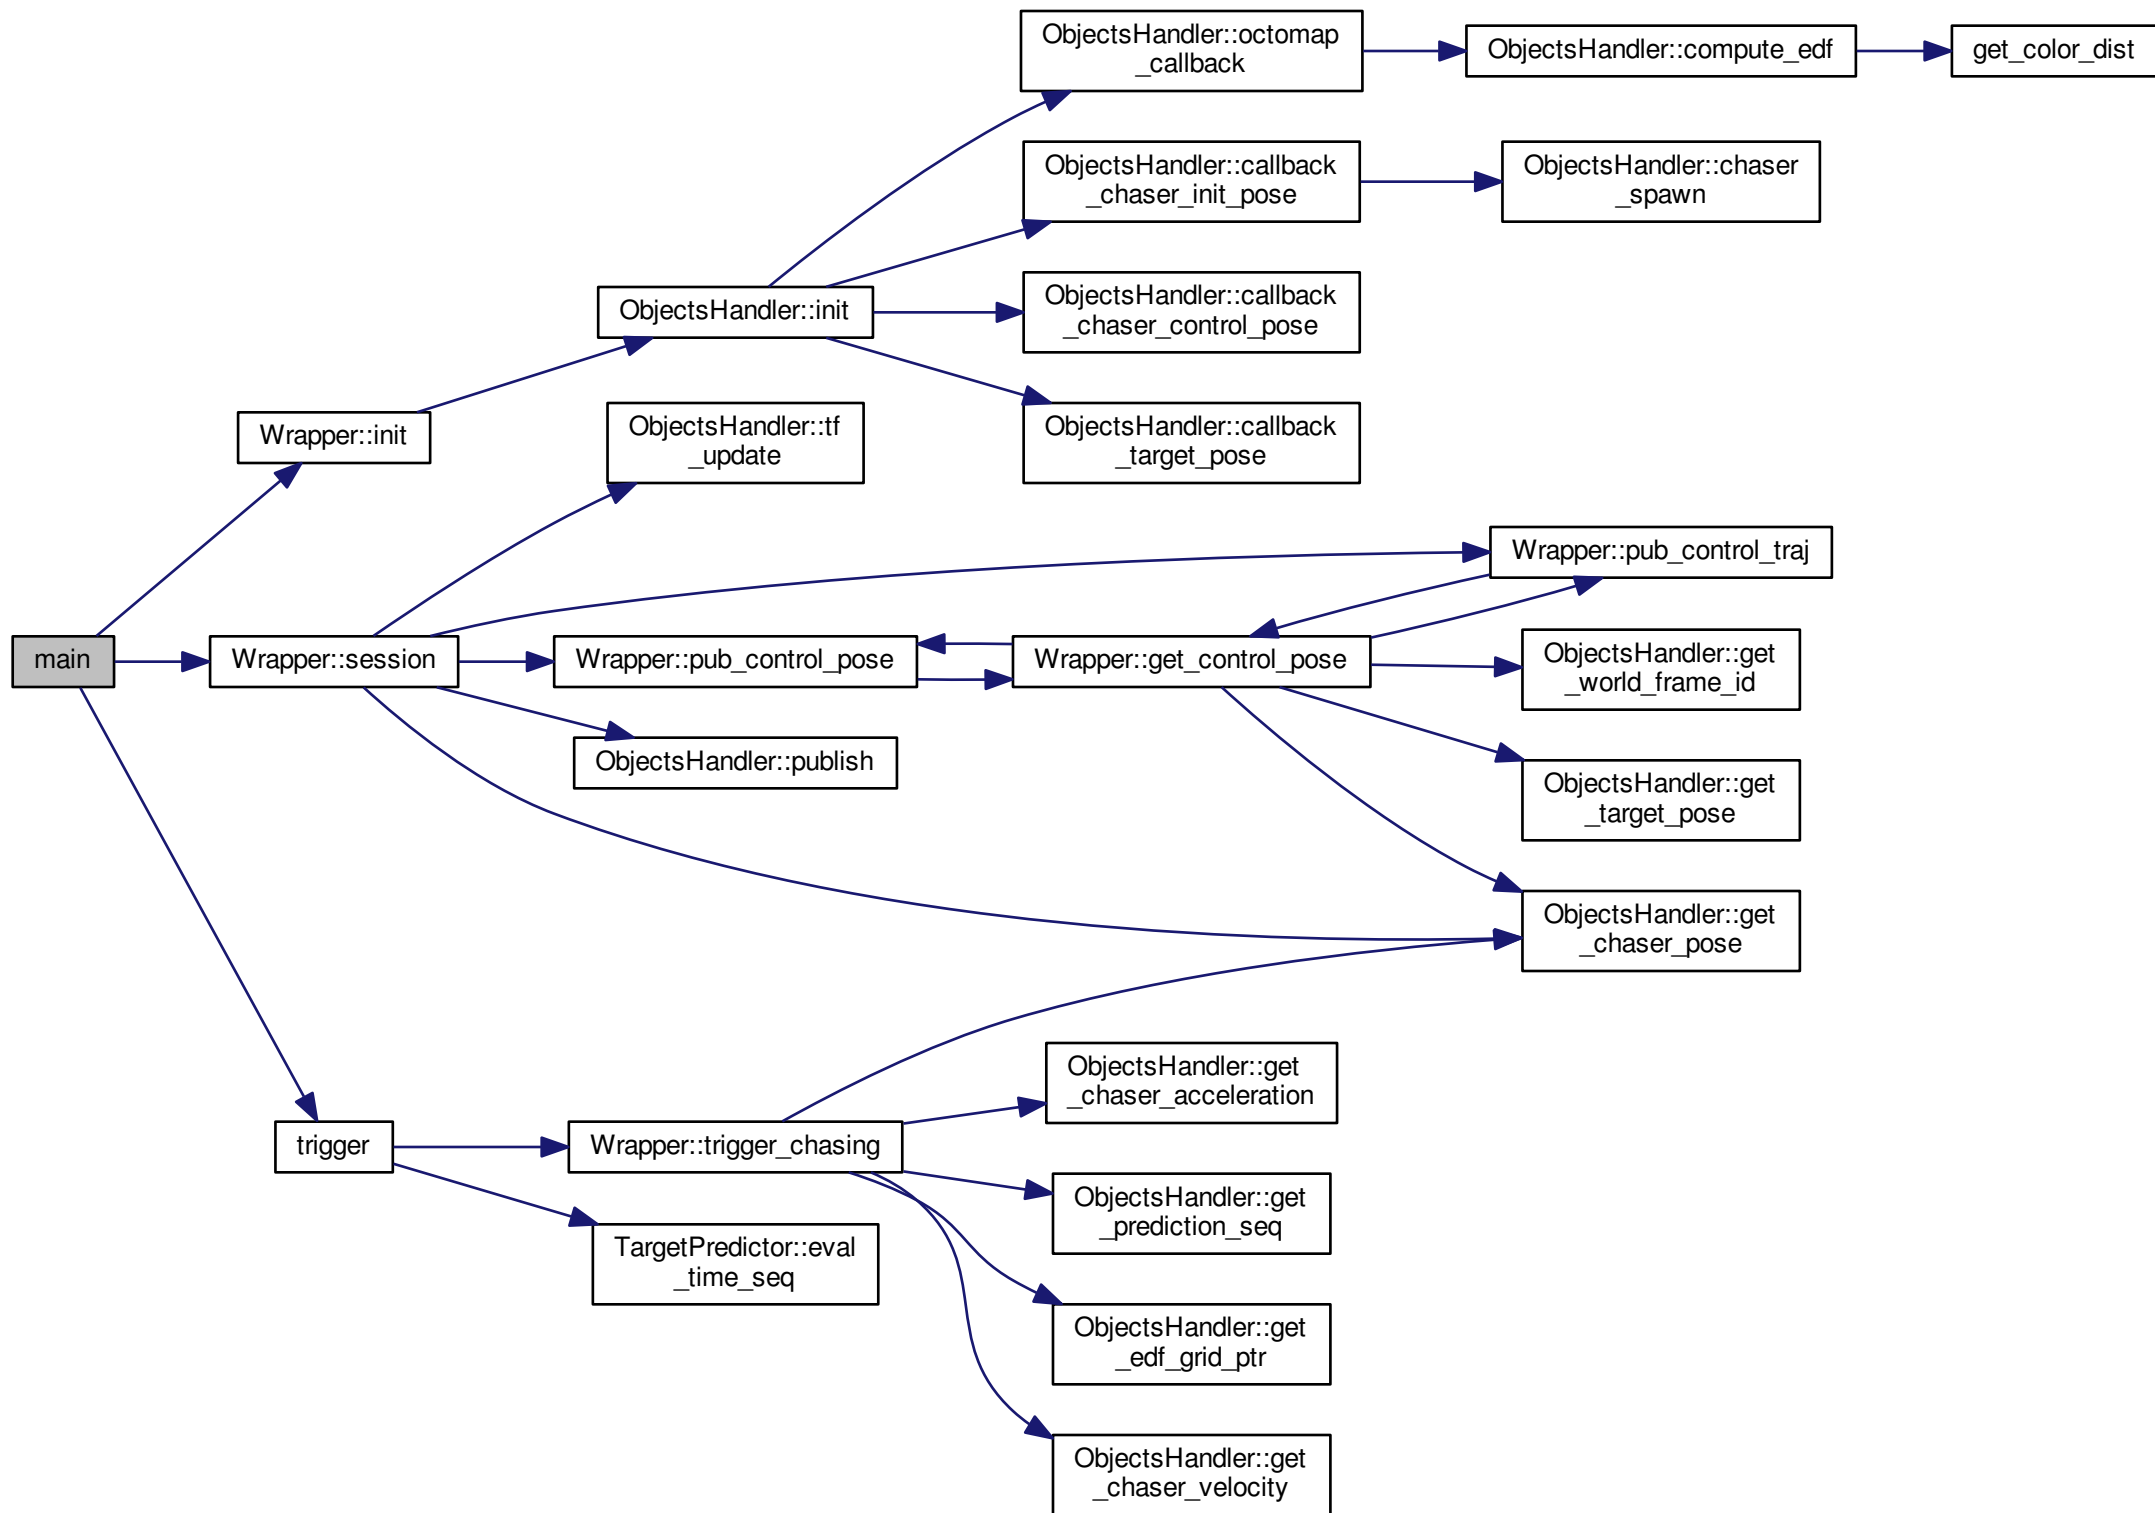 ObjectsHandler::octomap
_callback
ObjectsHandler::compute_edf
get_color_dist
ObjectsHandler::callback
_chaser_init_pose
ObjectsHandler::chaser
_spawn
ObjectsHandler::init
ObjectsHandler::callback
_chaser_control_pose
Wrapper::init
ObjectsHandler::tf
_update
ObjectsHandler::callback
_target_pose
Wrapper::pub_control_traj
main
Wrapper::session
Wrapper::pub_control_pose
Wrapper::get_control_pose
ObjectsHandler::get
_world_frame_id
ObjectsHandler::publish
ObjectsHandler::get
_target_pose
ObjectsHandler::get
_chaser_pose
trigger
Wrapper::trigger_chasing
ObjectsHandler::get
_chaser_acceleration
ObjectsHandler::get
_prediction_seq
TargetPredictor::eval
_time_seq
ObjectsHandler::get
_edf_grid_ptr
ObjectsHandler::get
_chaser_velocity